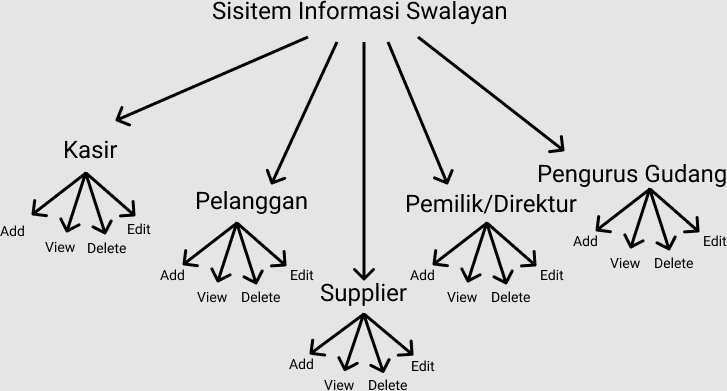 Sisitem Informasi Swalayan
Kasir
Add
View
Delete
Edit
Pelanggan
Add
View
Delete
Edit
Supplier
Add
View
Delete
Edit
Pemilik/Direktur
Add
View
Delete
Edit
Pengurus Gudang
Add
View
Delete
Edit